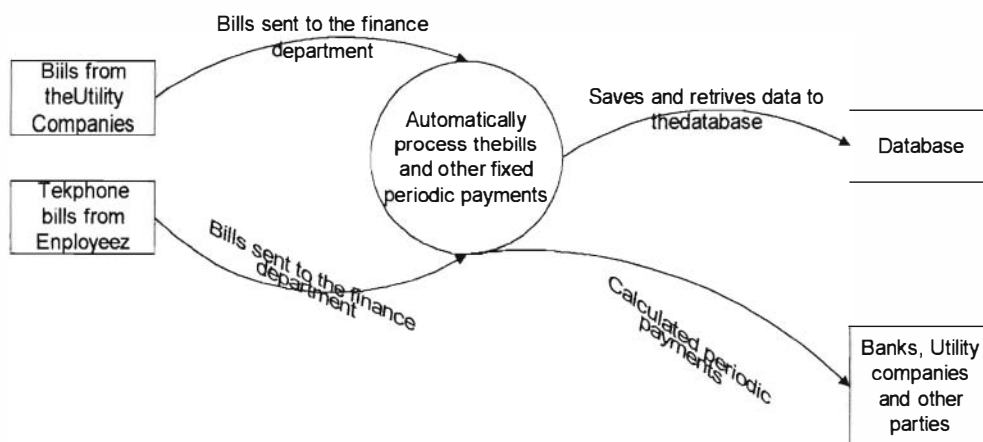 Bills sent to the finance
department
Biils from
theUtility
Companies
Automatically
process thebills
and other fixed
periodic payments
Saves and retrives data to
thedatabase
Database
Tekphone
bills from
Enployeez
Bills sent to the finance
department
Calculated periodic
payments
Banks, Utility
companies
and other
parties